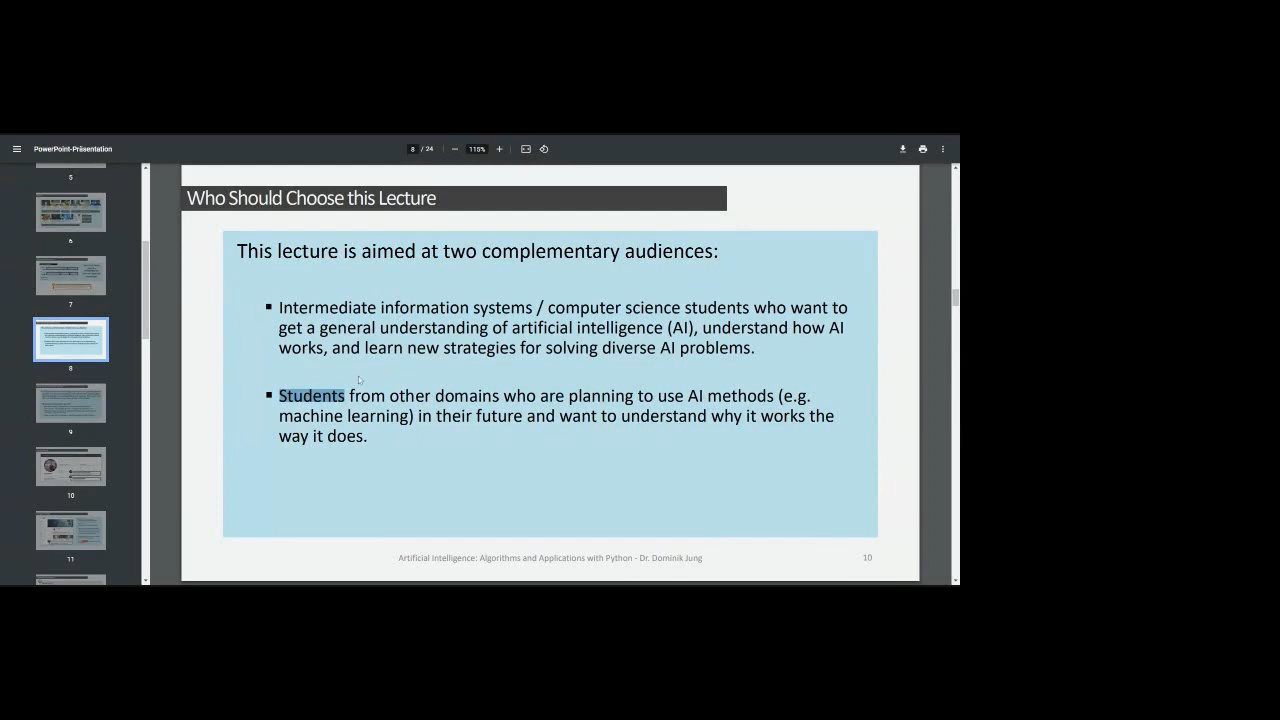 PowerPoint-Präsentation
8 / 24
115%
5
6
7
8
9
10
11
Who Should Choose this Lecture
This lecture is aimed at two complementary audiences:
▪ Intermediate information systems / computer science students who want to
get a general understanding of artificial intelligence (AI), understand how AI
works, and learn new strategies for solving diverse AI problems.
▪ Students from other domains who are planning to use AI methods (e.g.
machine learning) in their future and want to understand why it works the
way it does.
Artificial Intelligence: Algorithms and Applications with Python - Dr. Dominik Jung
10